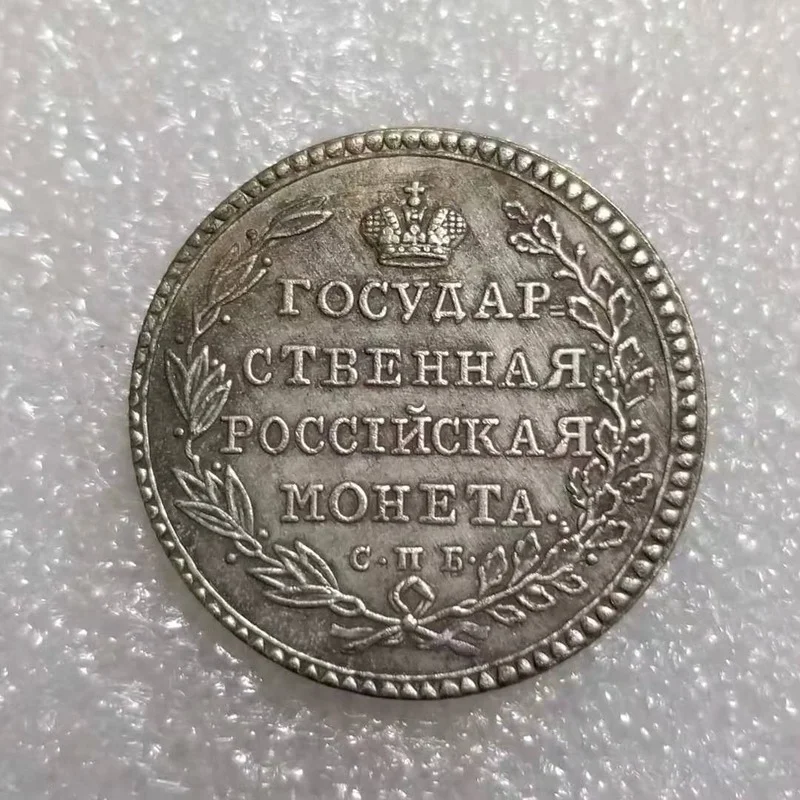 ГОСУДАР=
СТВЕННАЯ
РОССІЙСКАЯ
МОНЕТА.
С·П Б·